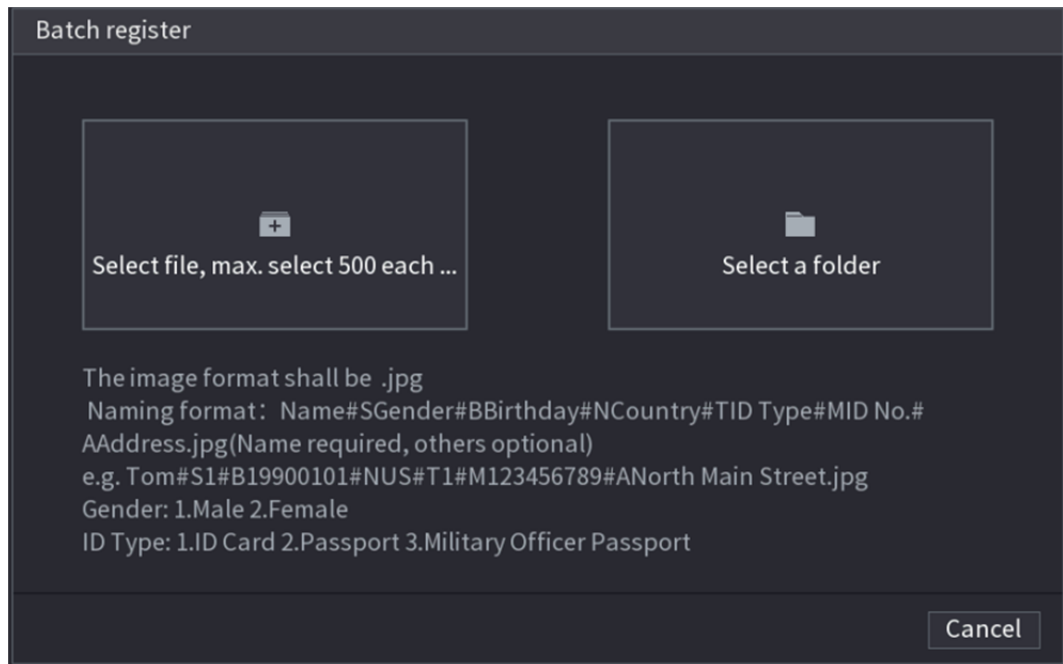 Batch register
Select file, max. select 500 each ...
Select a folder
The image format shall be .jpg
Naming format： Name#SGender#BBirthday#NCountry#TID Type#MID No.#
AAddress.jpg(Name required, others optional)
e.g. Tom#S1#B19900101#NUS#T1#M123456789#ANorth Main Street.jpg
Gender: 1.Male 2.Female
ID Type: 1.ID Card 2.Passport 3.Military Officer Passport
Cancel